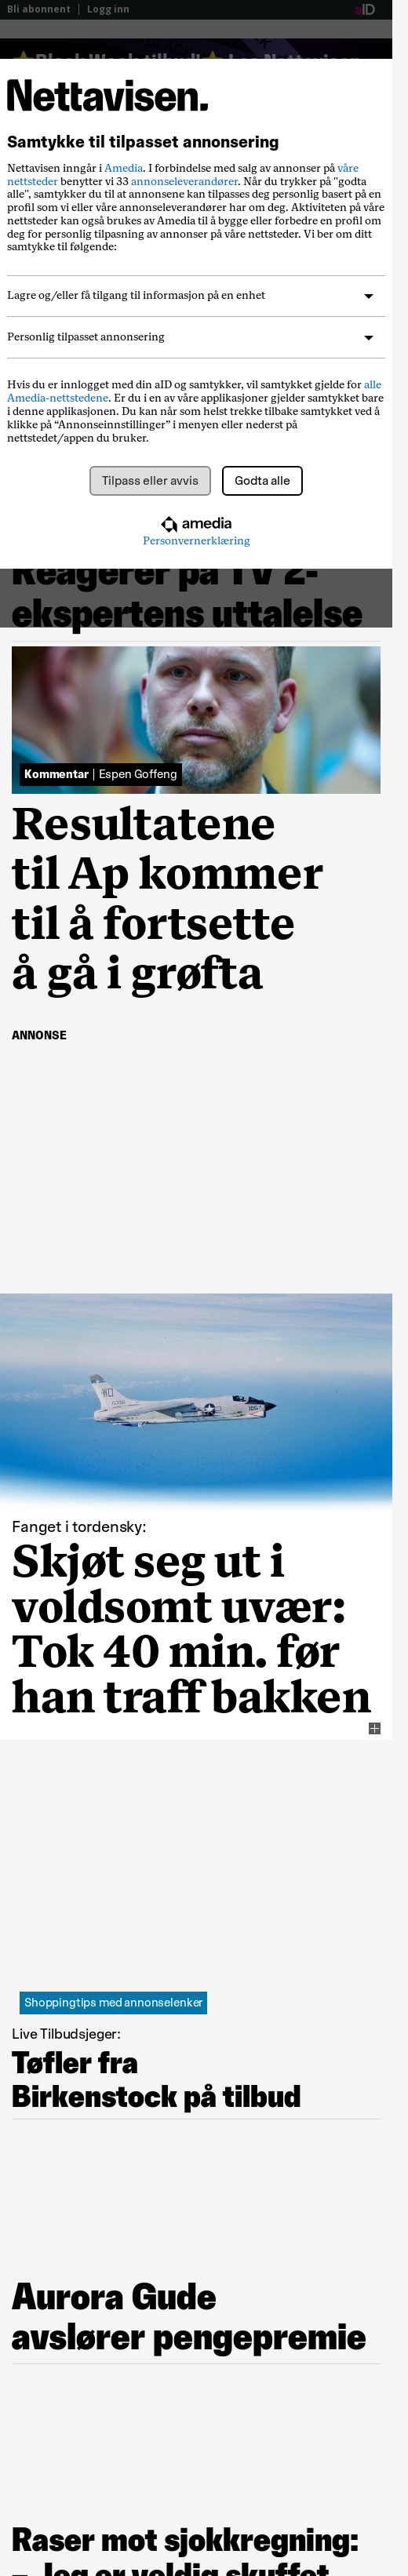 Bli abonnent | Logg inn
aID
Nettavisen.
Samtykke til tilpasset annonsering
Nettavisen inngår i Amedia. I forbindelse med salg av annonser på våre
nettsteder benytter vi 33 annonseleverandører. Når du trykker på "godta
alle", samtykker du til at annonsene kan tilpasses deg personlig basert på en
profil som vi eller våre annonseleverandører har om deg. Aktiviteten på våre
nettsteder kan også brukes av Amedia til å bygge eller forbedre en profil om
deg for personlig tilpasning av annonser på våre nettsteder. Vi ber om ditt
samtykke til følgende:
Lagre og/eller få tilgang til informasjon på en enhet
Personlig tilpasset annonsering
Hvis du er innlogget med din aID og samtykker, vil samtykket gjelde for alle
Amedia-nettstedene. Er du i en av våre applikasjoner gjelder samtykket bare
i denne applikasjonen. Du kan når som helst trekke tilbake samtykket ved å
klikke på “Annonseinnstillinger” i menyen eller nederst på
nettstedet/appen du bruker.
Tilpass eller avvis
Godta alle
amedia
Personvernerklæring
Reagerer på TV 2-
ekspertens uttalelse
Kommentar | Espen Goffeng
Resultatene
til Ap kommer
til å fortsette
å gå i grøfta
ANNONSE
Fanget i tordensky:
Skjøt seg ut i
voldsomt uvær:
Tok 40 min. før
han traff bakken
Shoppingtips med annonselenker
Live Tilbudsjeger:
Tøfler fra
Birkenstock på tilbud
Aurora Gude
avslører pengepremie
Raser mot sjokkregning:
– Jeg er veldig skuffet